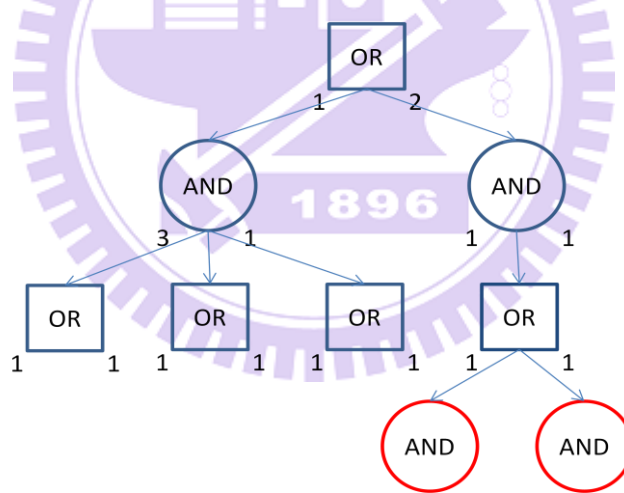 OR
1 2
AND AND
1896
3 1 1 1
OR OR OR OR
1 1 1 1 1 1 1 1
AND AND